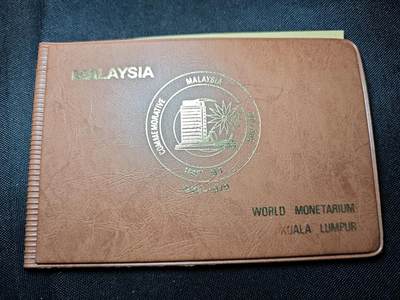 MALAYSIA
COMMEMORATIVE MALAYSIA
WORLD MONETARIUM
KUALA LUMPUR